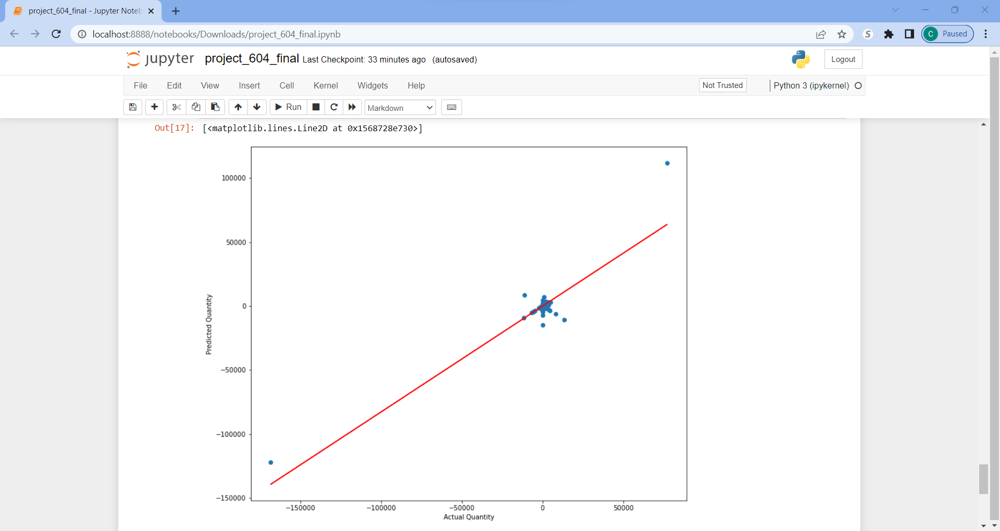 project_604_final - Jupyter Noteb
localhost:8888/notebooks/Downloads/project_604_final.ipynb
S
C Paused
jupyter project_604_final Last Checkpoint: 33 minutes ago (autosaved)
Logout
File Edit View Insert Cell Kernel Widgets Help
Not Trusted Python 3 (ipykernel)
Run Markdown
Out[17]: [<matplotlib.lines.Line2D at 0x1568728e730>]
100000
50000
0
−50000
−100000
−150000
Predicted Quantity
−150000 −100000 −50000 0 50000
Actual Quantity